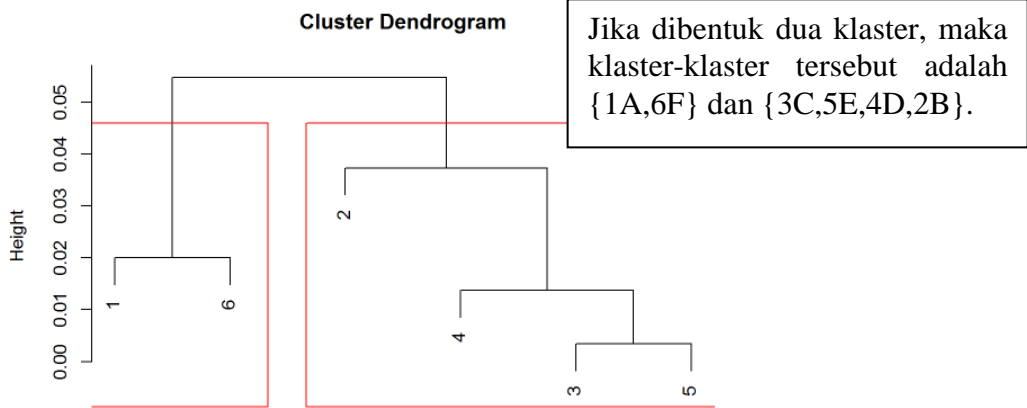 Cluster Dendrogram
Jika dibentuk dua klaster, maka
klaster-klaster tersebut adalah
{1A,6F} dan {3C,5E,4D,2B}.
Height
0.05
0.04
0.03
0.02
0.01
0.00
1
6
2
4
3
5